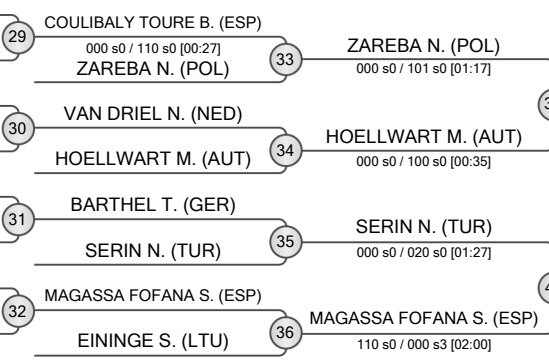 COULIBALY TOURE B. (ESP)
29
000 s0 / 110 s0 [00:27]
ZAREBA N. (POL)
33
ZAREBA N. (POL)
000 s0 / 101 s0 [01:17]
VAN DRIEL N. (NED)
30
HOELLWART M. (AUT)
34
HOELLWART M. (AUT)
000 s0 / 100 s0 [00:35]
BARTHEL T. (GER)
31
SERIN N. (TUR)
35
SERIN N. (TUR)
000 s0 / 020 s0 [01:27]
MAGASSA FOFANA S. (ESP)
32
EININGE S. (LTU)
36
MAGASSA FOFANA S. (ESP)
110 s0 / 000 s3 [02:00]